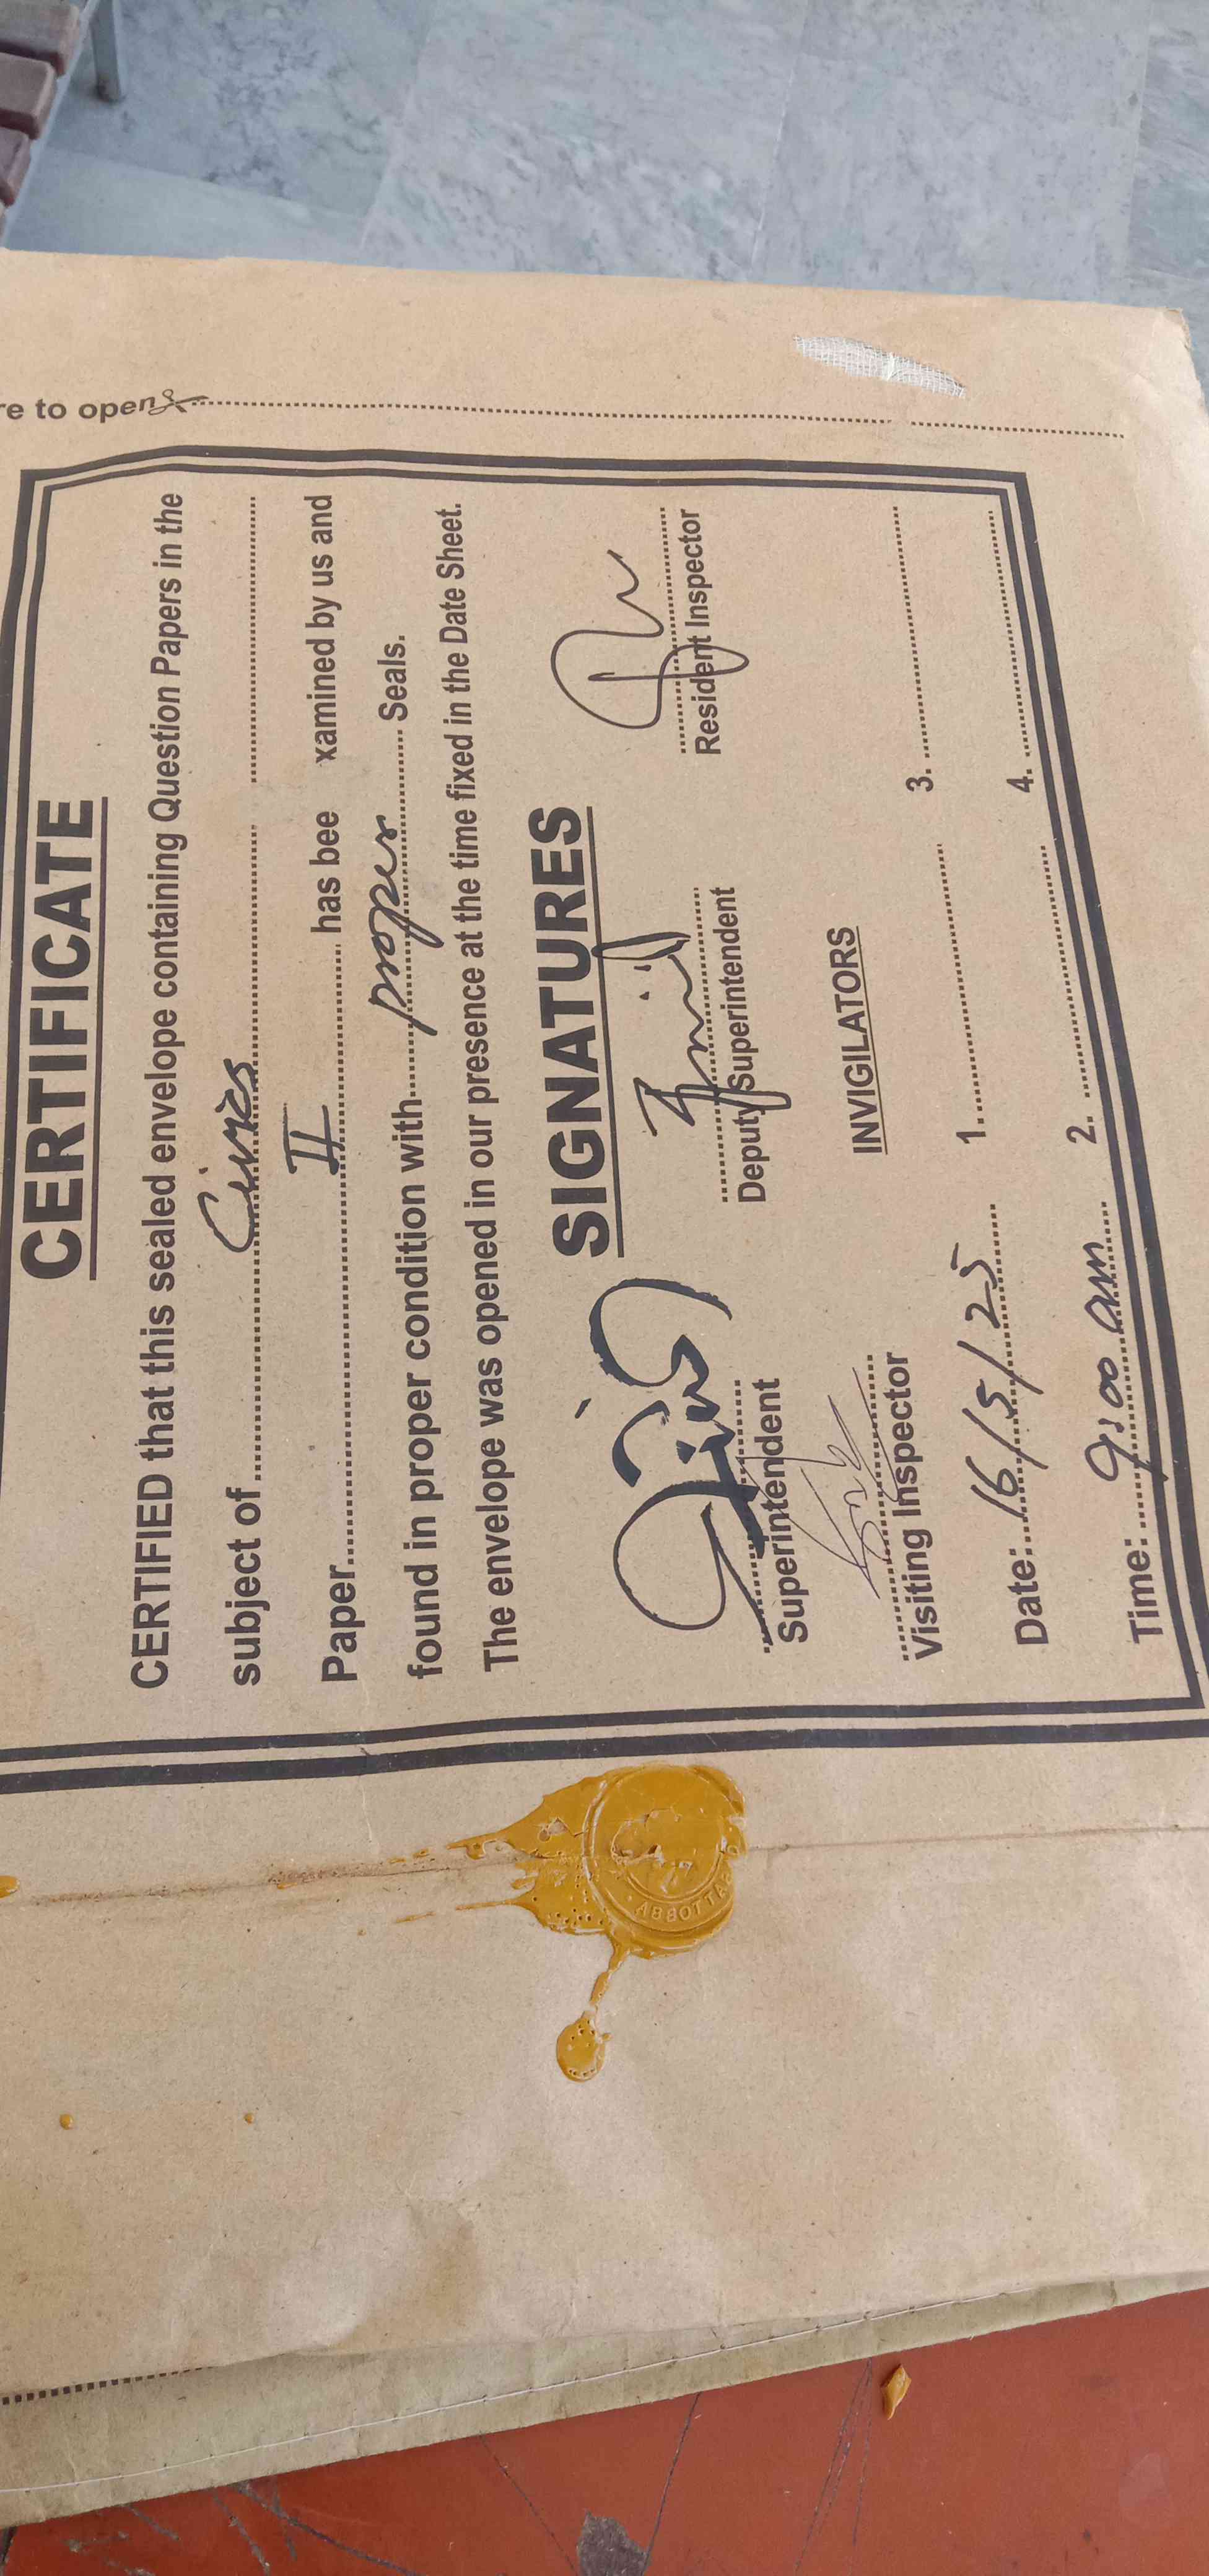 re to open
CERTIFICATE
CERTIFIED that this sealed envelope containing Question Papers in the
subject of Civics
Paper II has bee xamined by us and
found in proper condition with proper Seals.
The envelope was opened in our presence at the time fixed in the Date Sheet.
SIGNATURES
Superintendent Deputy Superintendent Resident Inspector
Visiting Inspector INVIGILATORS
Date: 16/5/25 1. 3.
Time: 9:00 am 2. 4.
ABBOTTAB